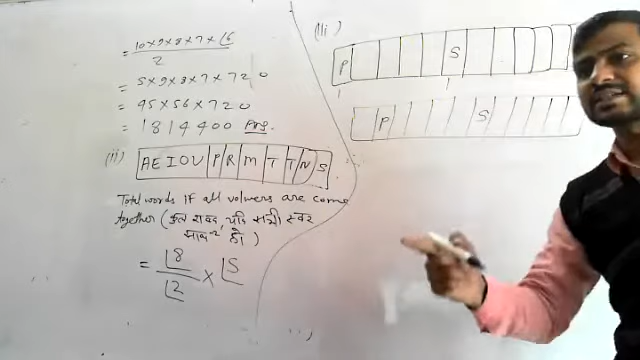 = 10×9×8×7×⌊6 / 2
= 5×9×8×7×720
= 45×56×720
= 1814400 Ans.
(ii) AEIOU P R M T T N S
Total words if all volwers are come
together (कुल शब्द, यदि सभी स्वर
साथ हो)
= ⌊8 / ⌊2 × ⌊5
(iii)
P S
P S